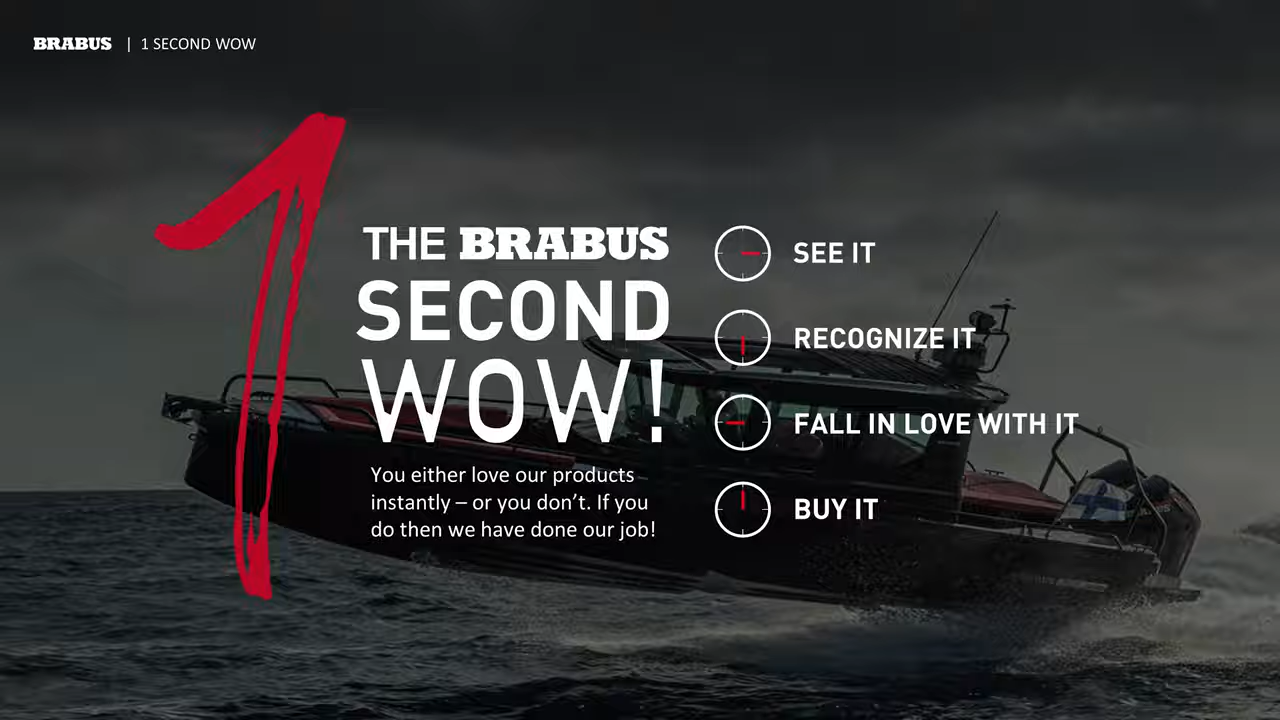 BRABUS | 1 SECOND WOW
1
THE BRABUS
SECOND
WOW!
You either love our products
instantly – or you don’t. If you
do then we have done our job!
SEE IT
RECOGNIZE IT
FALL IN LOVE WITH IT
BUY IT